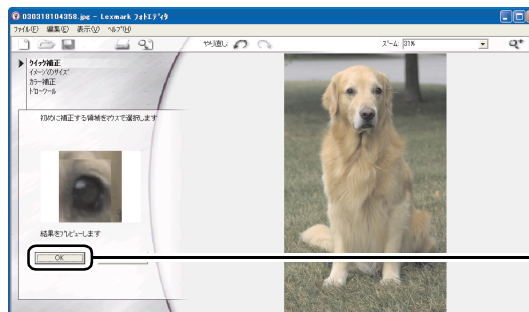 030318104358.jpg - Lexmark フォトエディタ
ファイル(F) 編集(E) 表示(V) ヘルプ(H)
やり直し ズーム: 31%
クイック補正
イメージのサイズ
カラー補正
ドローツール
初めに補正する領域をマウスで選択します
結果をプレビューします
OK